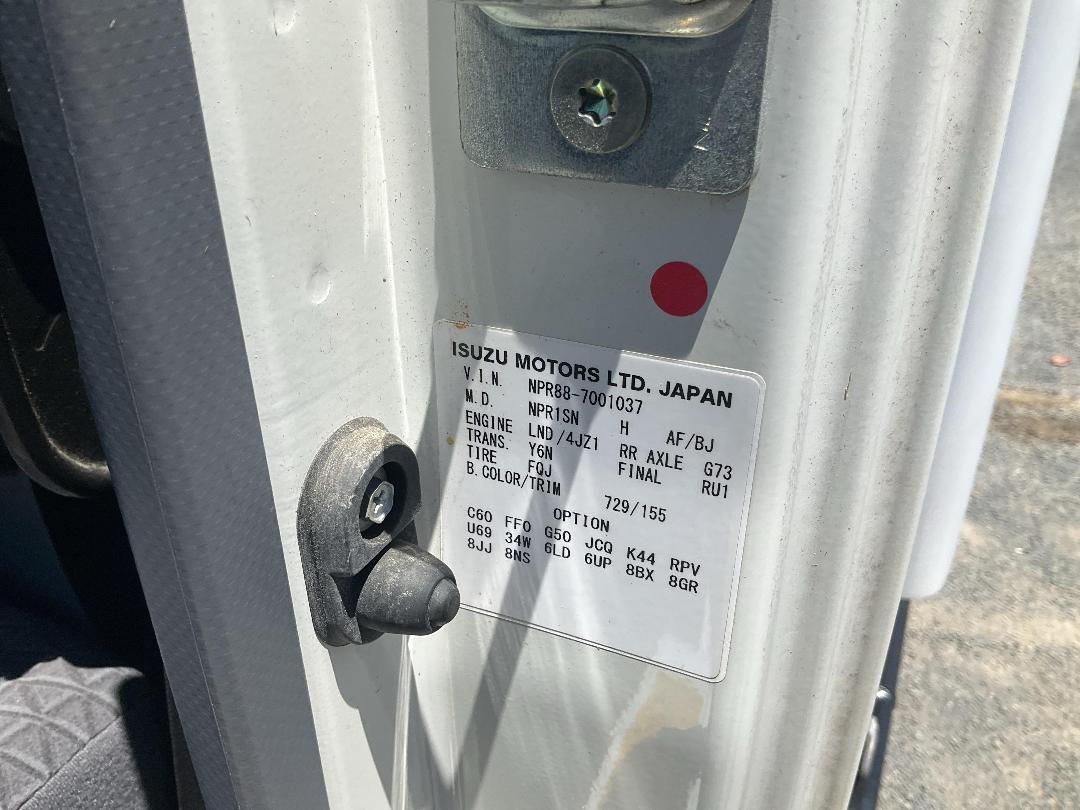 ISUZU MOTORS LTD. JAPAN
V.I.N. NPR88-7001037
M.D. NPR1SN H AF/BJ
ENGINE LND/4JZ1 RR AXLE G73
TRANS. Y6N FINAL RU1
TIRE FQJ
B.COLOR/TRIM 729/155
OPTION
C60 FF0 G50 JCQ K44 RPV
U69 34W 6LD 6UP 8BX 8GR
8JJ 8NS